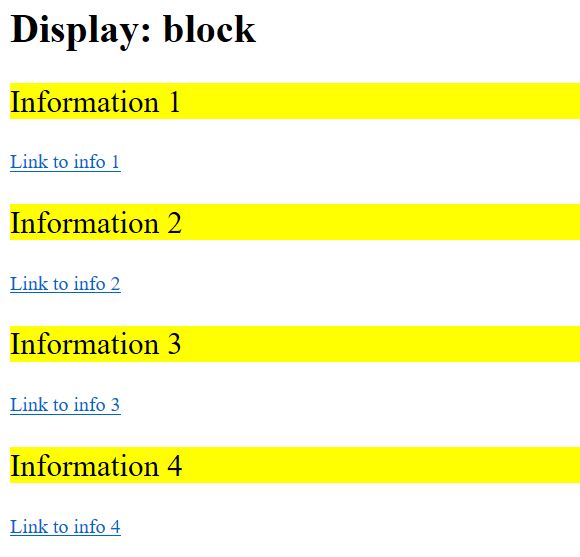 Display: block
Information 1
Link to info 1
Information 2
Link to info 2
Information 3
Link to info 3
Information 4
Link to info 4